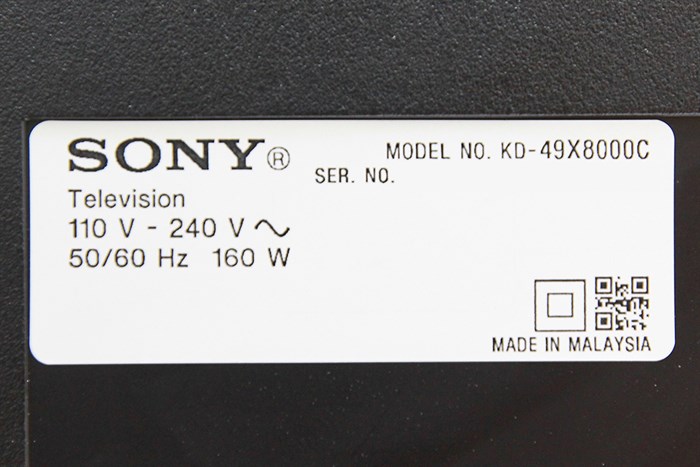 SONY®
MODEL NO. KD-49X8000C
SER. NO.
Television
110 V - 240 V ~
50/60 Hz 160 W
MADE IN MALAYSIA